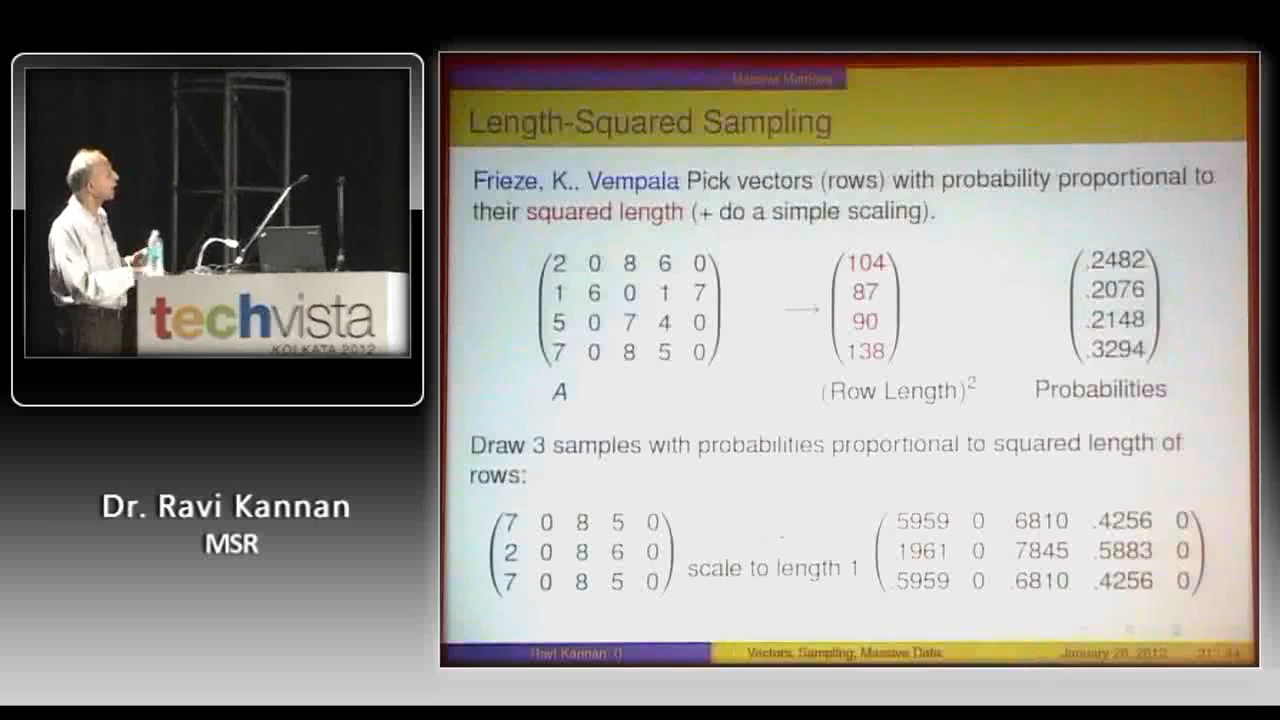 Massive Matrices
Length-Squared Sampling
Frieze, K., Vempala Pick vectors (rows) with probability proportional to
their squared length (+ do a simple scaling).
2 0 8 6 0
1 6 0 1 7
5 0 7 4 0
7 0 8 5 0
A
→
104
87
90
138
(Row Length)²
.2482
.2076
.2148
.3294
Probabilities
Draw 3 samples with probabilities proportional to squared length of
rows:
7 0 8 5 0
2 0 8 6 0
7 0 8 5 0
scale to length 1
.5959 0 .6810 .4256 0
.1961 0 .7845 .5883 0
.5959 0 .6810 .4256 0
Ravi Kannan ()
Vectors, Sampling, Massive Data
2012
techvista
KOLKATA 2012
Dr. Ravi Kannan
MSR